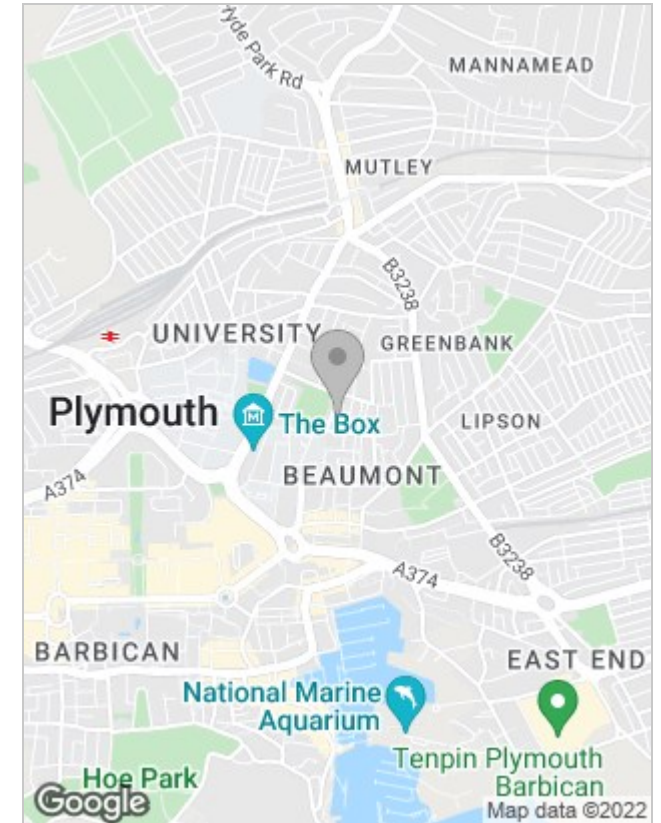 yde Park Rd
MANNAMEAD
MUTLEY
B3238
UNIVERSITY
GREENBANK
Plymouth
The Box
LIPSON
BEAUMONT
A374
B3238
A374
BARBICAN
EAST END
National Marine
Aquarium
Tenpin Plymouth
Barbican
Hoe Park
Google
Map data ©2022